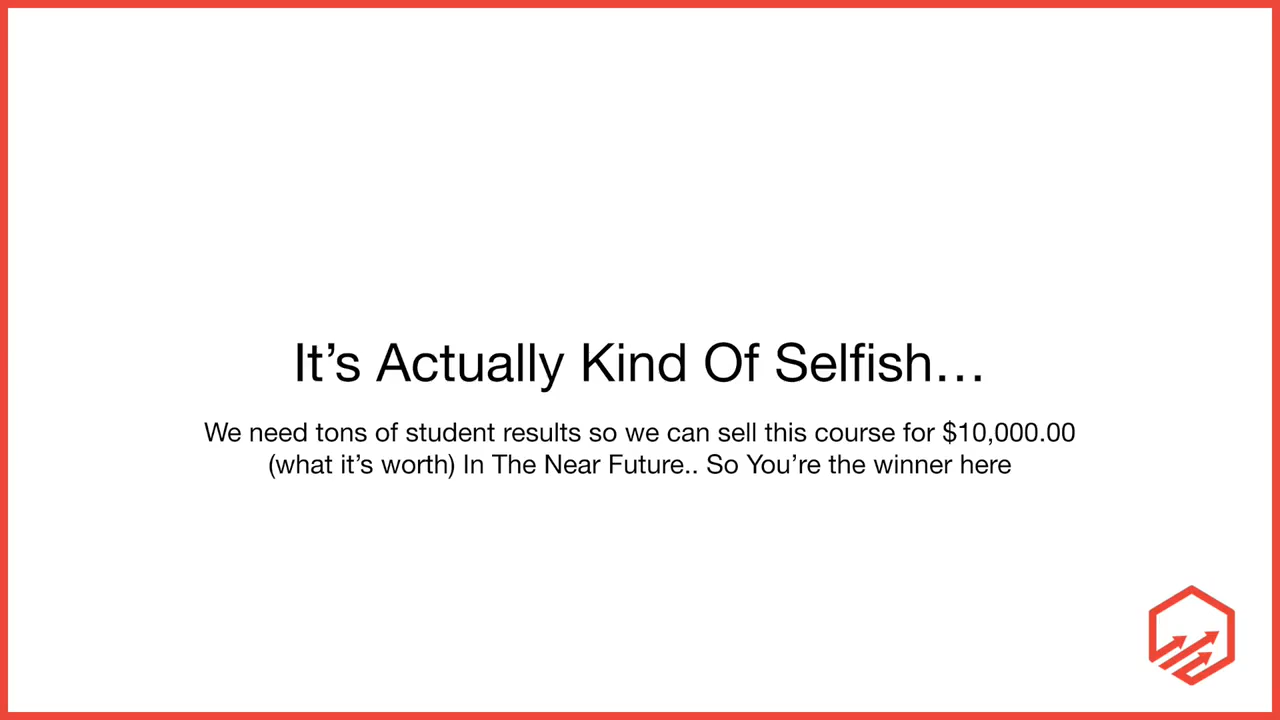 It’s Actually Kind Of Selfish…
We need tons of student results so we can sell this course for $10,000.00
(what it’s worth) In The Near Future.. So You’re the winner here